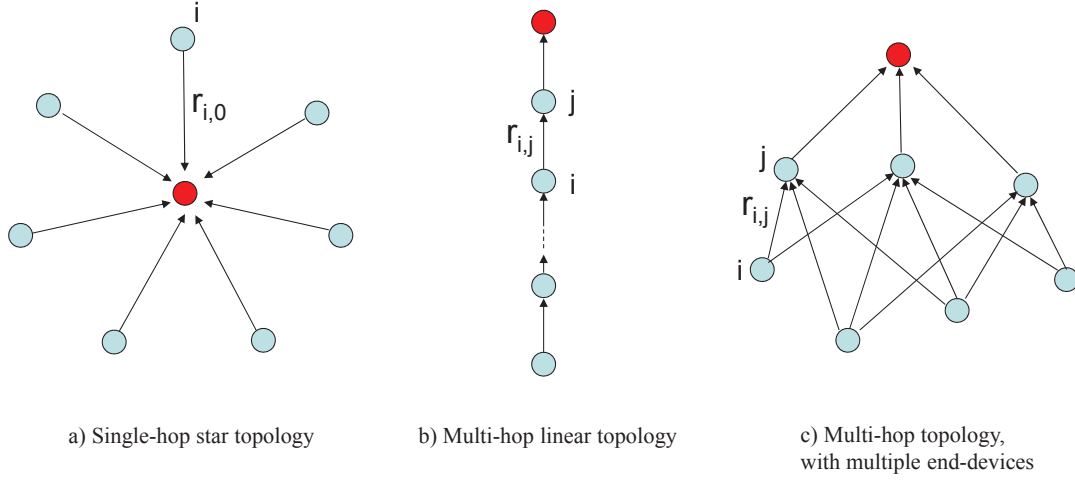 i
r_{i,0}
a) Single-hop star topology
j
r_{i,j}
i
b) Multi-hop linear topology
j
r_{i,j}
i
c) Multi-hop topology,
with multiple end-devices